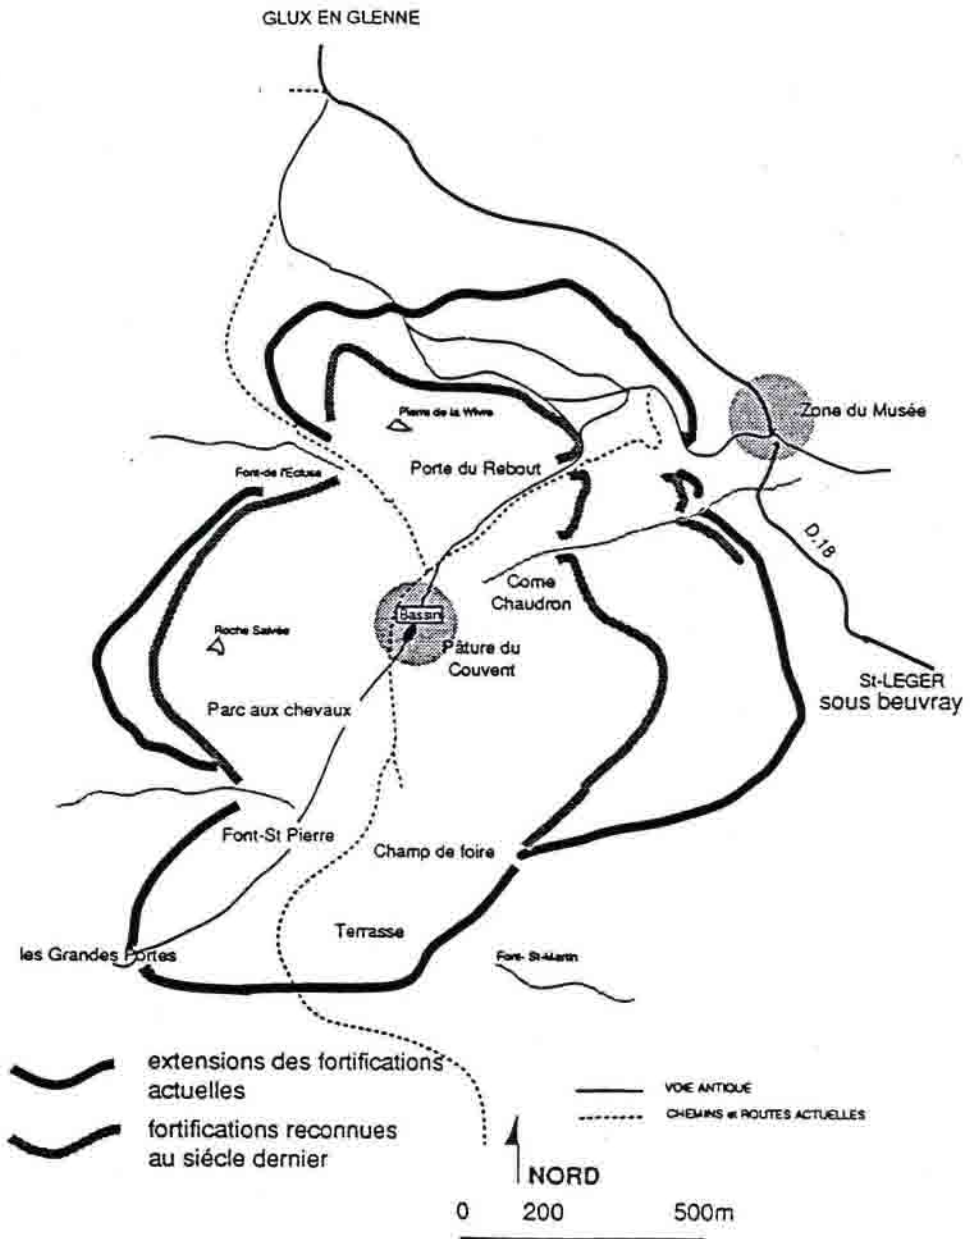 GLUX EN GLENNE
Pierre de la Wivre
Zone du Musée
Porte du Rebout
Font-de l'Ecluse
D.18
Come
Chaudron
Bassin
Roche Salvée
Pâture du
Couvent
St-LEGER
sous beuvray
Parc aux chevaux
Font-St Pierre
Champ de foire
Terrasse
les Grandes Portes
Font- St-Martin
extensions des fortifications
actuelles
VOIE ANTIQUE
CHEMINS et ROUTES ACTUELLES
fortifications reconnues
au siécle dernier
NORD
0 200 500m